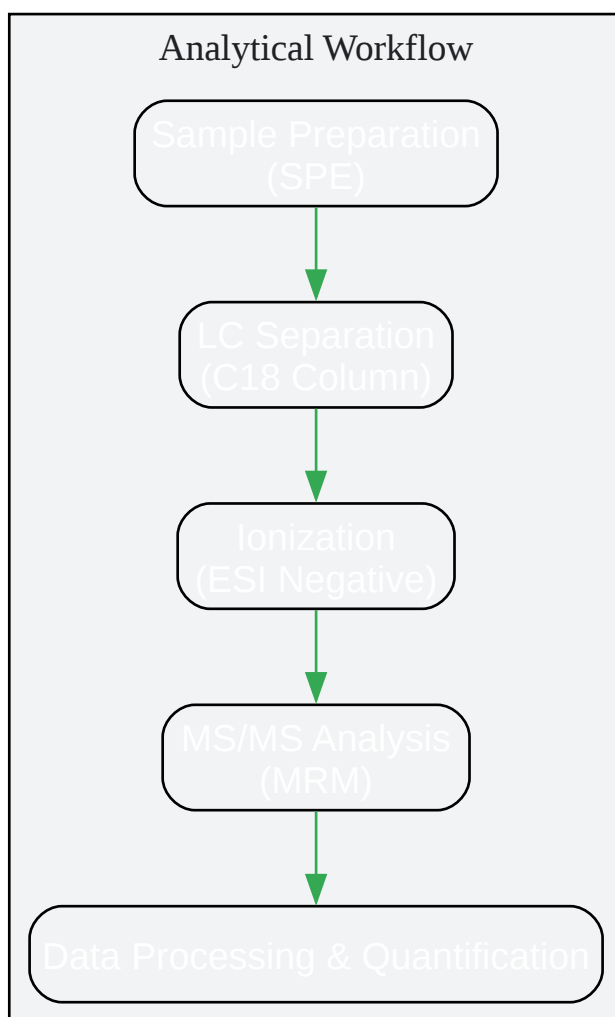 Analytical Workflow
Sample Preparation
(SPE)
LC Separation
(C18 Column)
Ionization
(ESI Negative)
MS/MS Analysis
(MRM)
Data Processing & Quantification